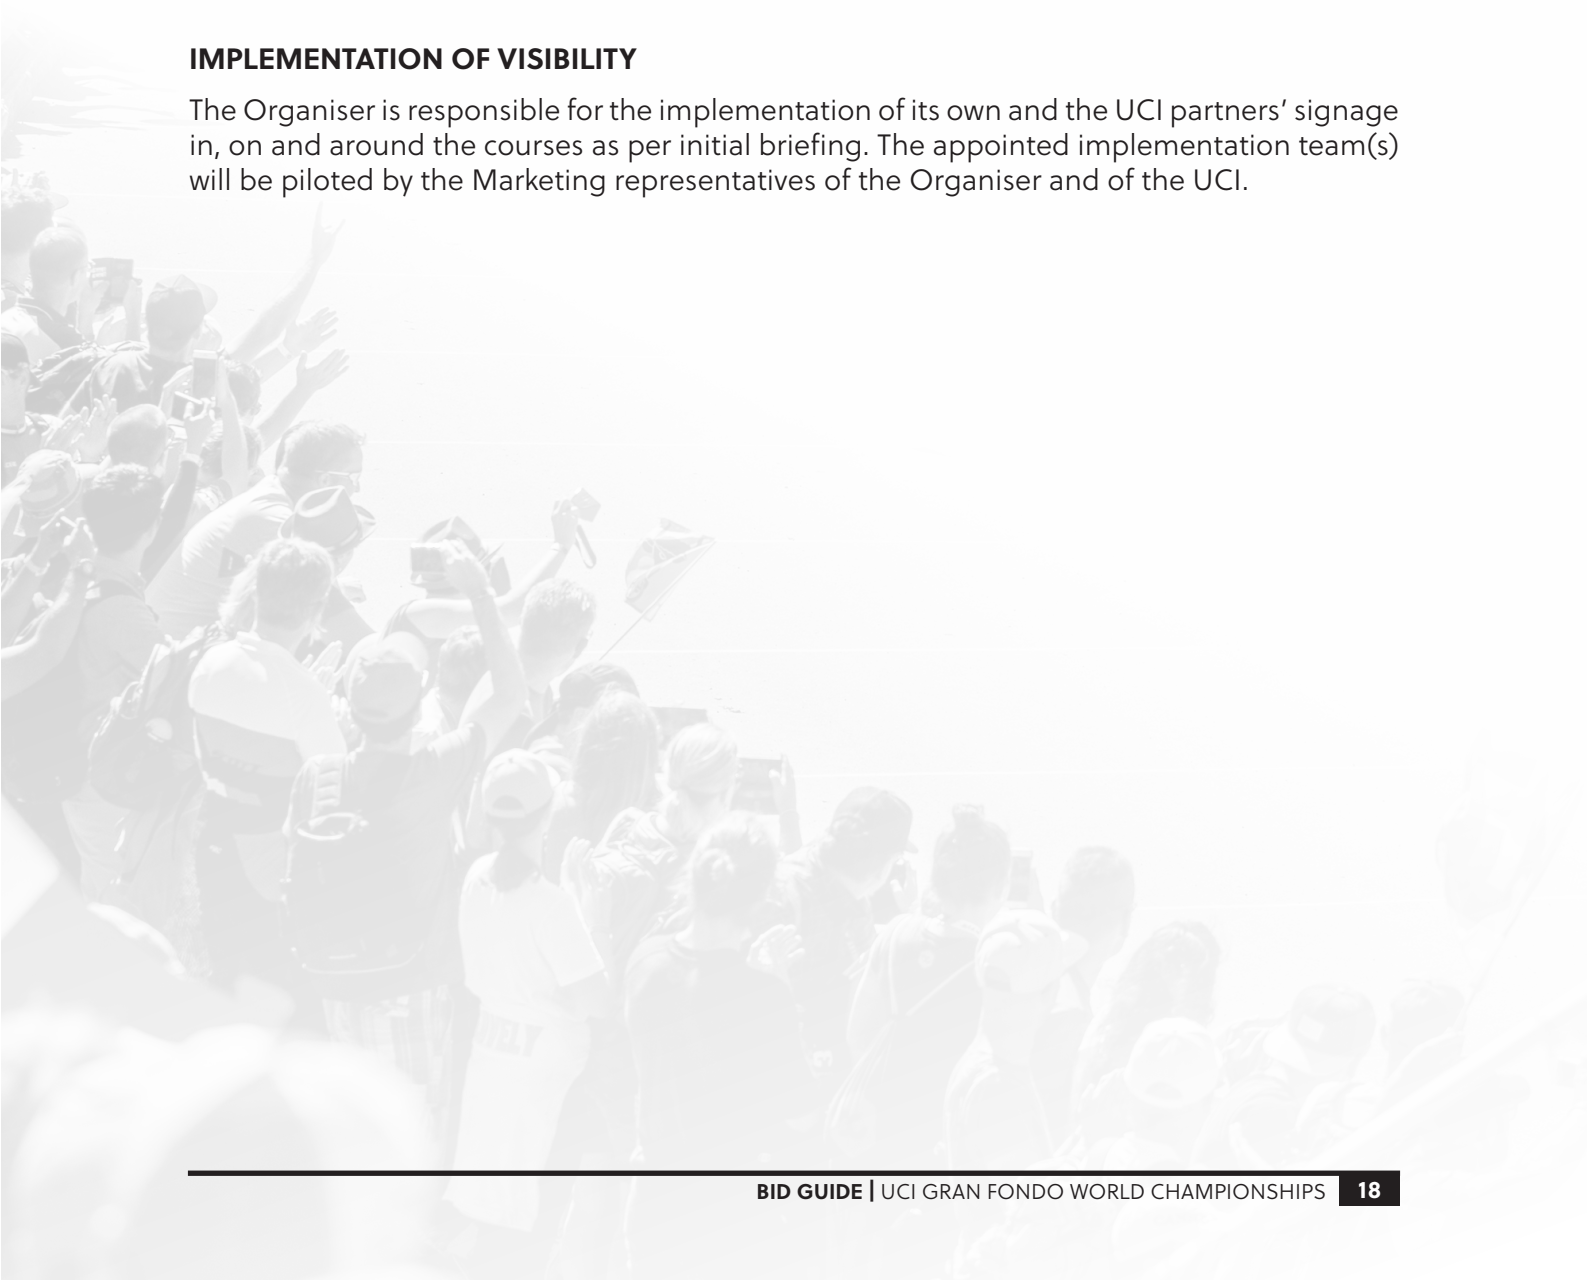 IMPLEMENTATION OF VISIBILITY
The Organiser is responsible for the implementation of its own and the UCI partners’ signage
in, on and around the courses as per initial briefing. The appointed implementation team(s)
will be piloted by the Marketing representatives of the Organiser and of the UCI.
BID GUIDE | UCI GRAN FONDO WORLD CHAMPIONSHIPS 18